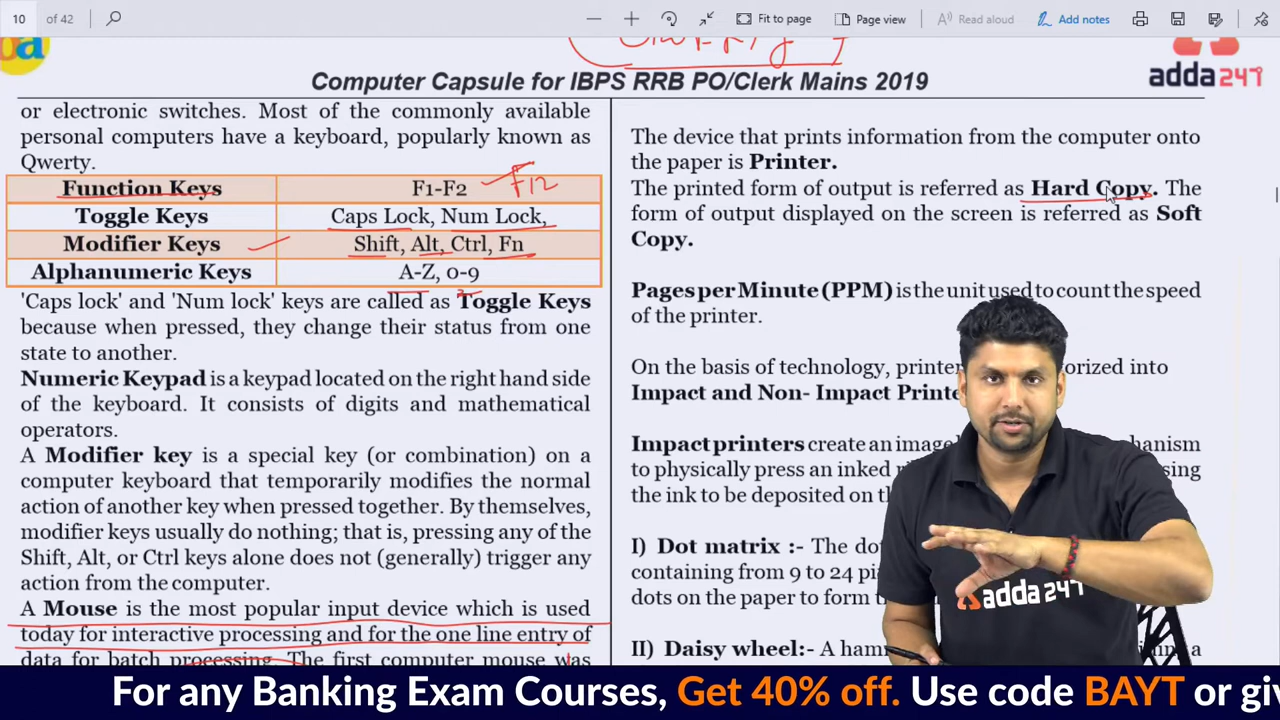 10 of 42
Fit to page
Page view
Read aloud
Add notes
Computer Capsule for IBPS RRB PO/Clerk Mains 2019
adda247
or electronic switches. Most of the commonly available
personal computers have a keyboard, popularly known as
Qwerty.
Function Keys F1-F2 F12
Toggle Keys Caps Lock, Num Lock,
Modifier Keys Shift, Alt, Ctrl, Fn
Alphanumeric Keys A-Z, 0-9
'Caps lock' and 'Num lock' keys are called as Toggle Keys
because when pressed, they change their status from one
state to another.
Numeric Keypad is a keypad located on the right hand side
of the keyboard. It consists of digits and mathematical
operators.
A Modifier key is a special key (or combination) on a
computer keyboard that temporarily modifies the normal
action of another key when pressed together. By themselves,
modifier keys usually do nothing; that is, pressing any of the
Shift, Alt, or Ctrl keys alone does not (generally) trigger any
action from the computer.
A Mouse is the most popular input device which is used
today for interactive processing and for the one line entry of
data for batch processing. The first computer mouse was
The device that prints information from the computer onto
the paper is Printer.
The printed form of output is referred as Hard Copy. The
form of output displayed on the screen is referred as Soft
Copy.
Pages per Minute (PPM) is the unit used to count the speed
of the printer.
On the basis of technology, printer orized into
Impact and Non- Impact Printe
Impact printers create an image hanism
to physically press an inked sing
the ink to be deposited on th
I) Dot matrix :- The dot
containing from 9 to 24 pi
dots on the paper to form
II) Daisy wheel:- A ham a
adda247
For any Banking Exam Courses, Get 40% off. Use code BAYT or giv